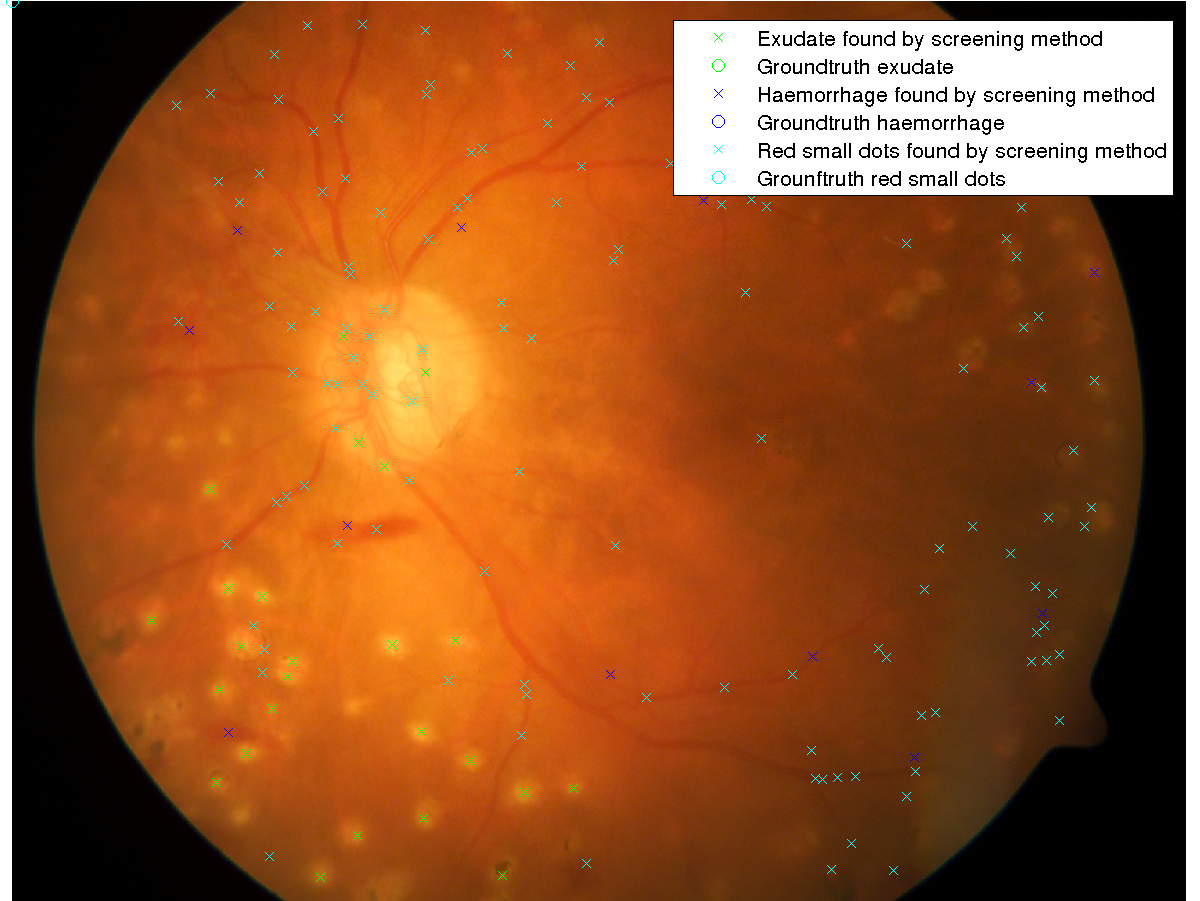 Exudate found by screening method
Groundtruth exudate
Haemorrhage found by screening method
Groundtruth haemorrhage
Red small dots found by screening method
Grounftruth red small dots